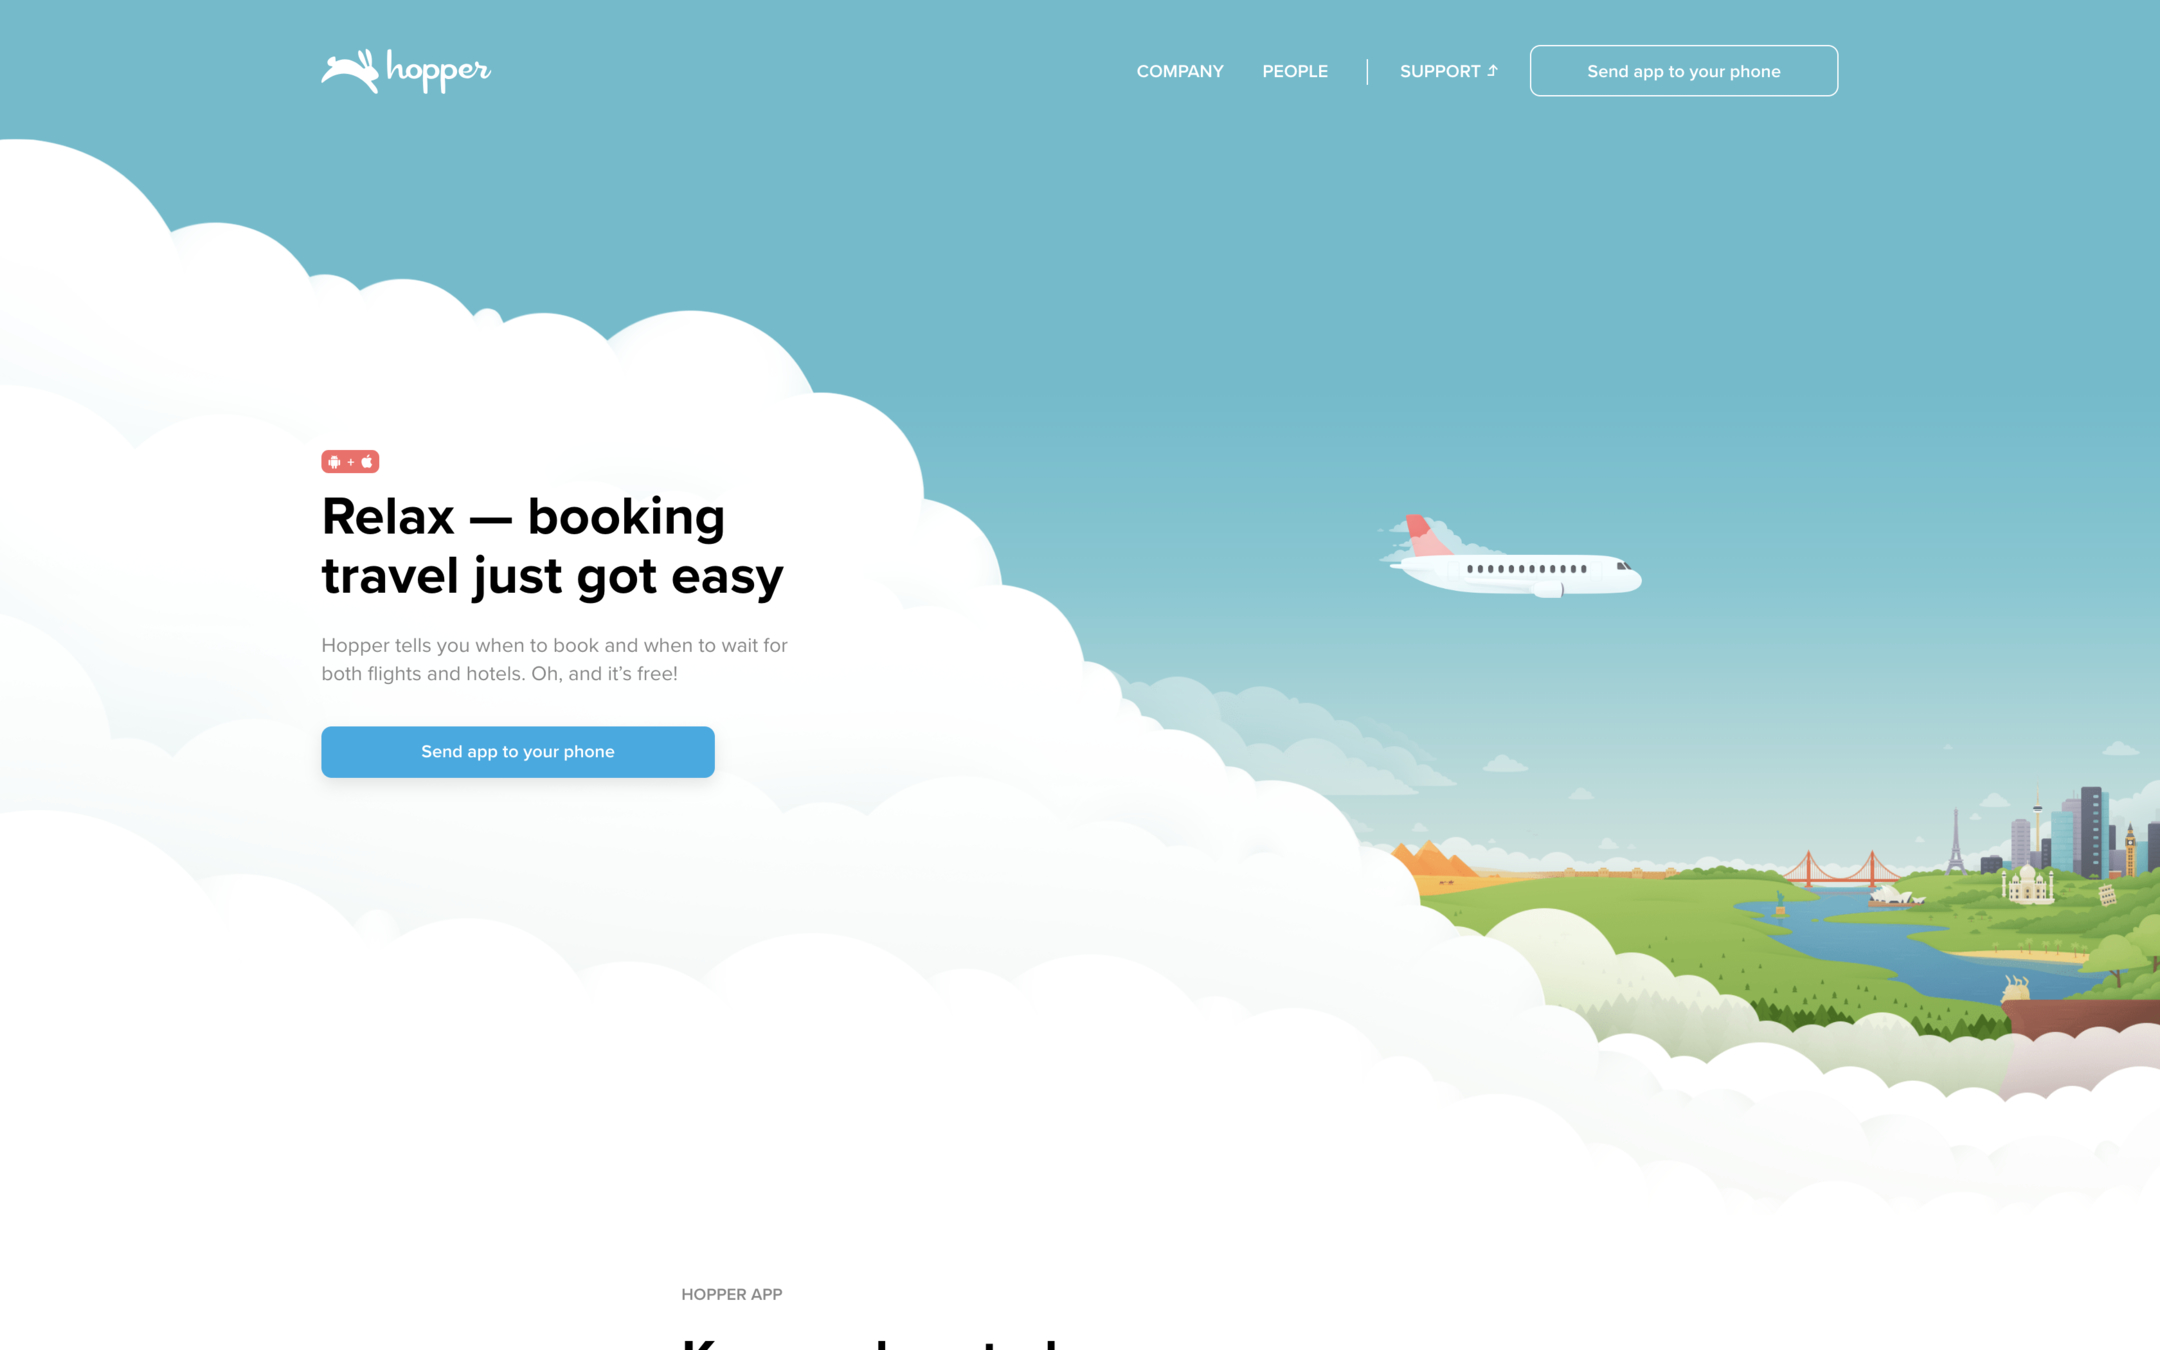 hopper
COMPANY
PEOPLE
SUPPORT
Send app to your phone
+
Relax — booking
travel just got easy
Hopper tells you when to book and when to wait for
both flights and hotels. Oh, and it’s free!
Send app to your phone
HOPPER APP